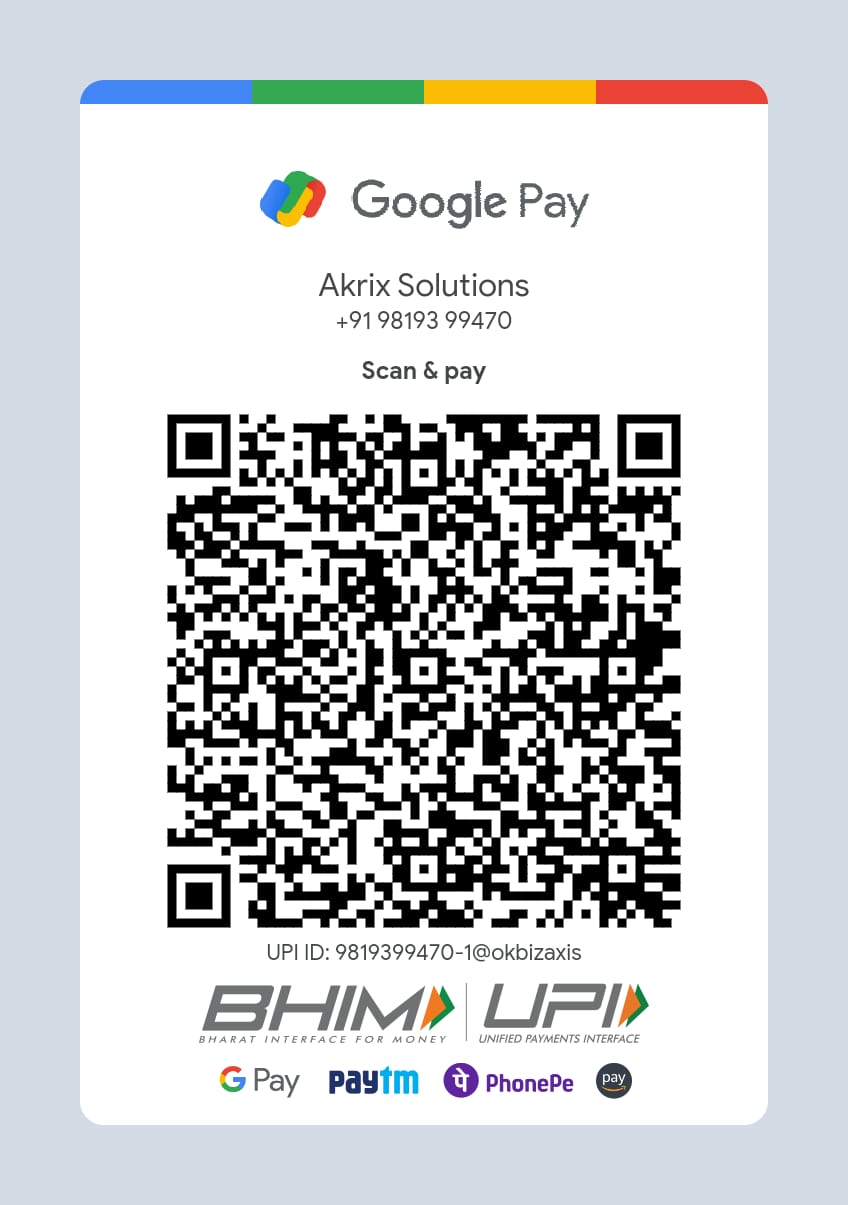 Google Pay
Akrix Solutions
+91 98193 99470
Scan & pay
UPI ID: 9819399470-1@okbizaxis
BHIM UPI
BHARAT INTERFACE FOR MONEY UNIFIED PAYMENTS INTERFACE
G Pay paytm पे PhonePe pay